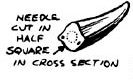 NEEDLE
CUT IN
HALF
SQUARE
IN CROSS SECTION